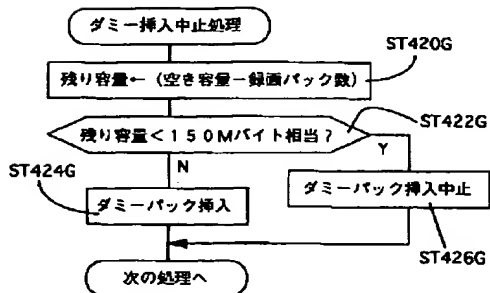 ダミー挿入中止処理
ST420G
残り容量←（空き容量－録画パック数）
残り容量＜１５０Mバイト相当？
ST422G
Y
N
ST424G
ダミーパック挿入
ダミーパック挿入中止
ST426G
次の処理へ